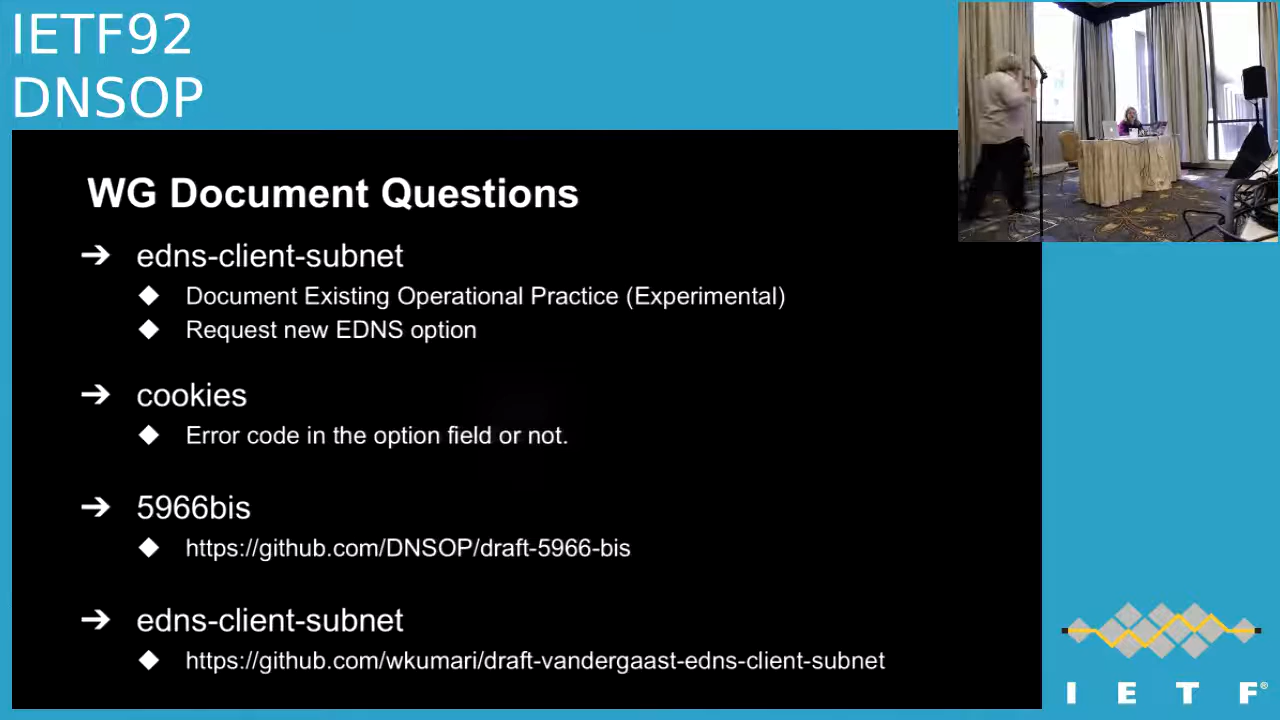 IETF92
DNSOP
WG Document Questions
➔ edns-client-subnet
◆ Document Existing Operational Practice (Experimental)
◆ Request new EDNS option
➔ cookies
◆ Error code in the option field or not.
➔ 5966bis
◆ https://github.com/DNSOP/draft-5966-bis
➔ edns-client-subnet
◆ https://github.com/wkumari/draft-vandergaast-edns-client-subnet
I E T F®